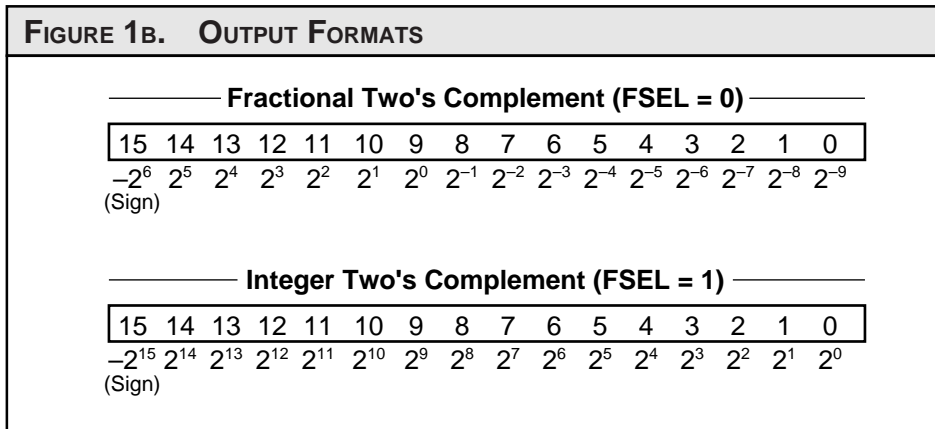 FIGURE 1B. OUTPUT FORMATS
Fractional Two's Complement (FSEL = 0)
15 14 13 12 11 10 9 8 7 6 5 4 3 2 1 0
–2⁶ 2⁵ 2⁴ 2³ 2² 2¹ 2⁰ 2⁻¹ 2⁻² 2⁻³ 2⁻⁴ 2⁻⁵ 2⁻⁶ 2⁻⁷ 2⁻⁸ 2⁻⁹
(Sign)
Integer Two's Complement (FSEL = 1)
15 14 13 12 11 10 9 8 7 6 5 4 3 2 1 0
–2¹⁵ 2¹⁴ 2¹³ 2¹² 2¹¹ 2¹⁰ 2⁹ 2⁸ 2⁷ 2⁶ 2⁵ 2⁴ 2³ 2² 2¹ 2⁰
(Sign)